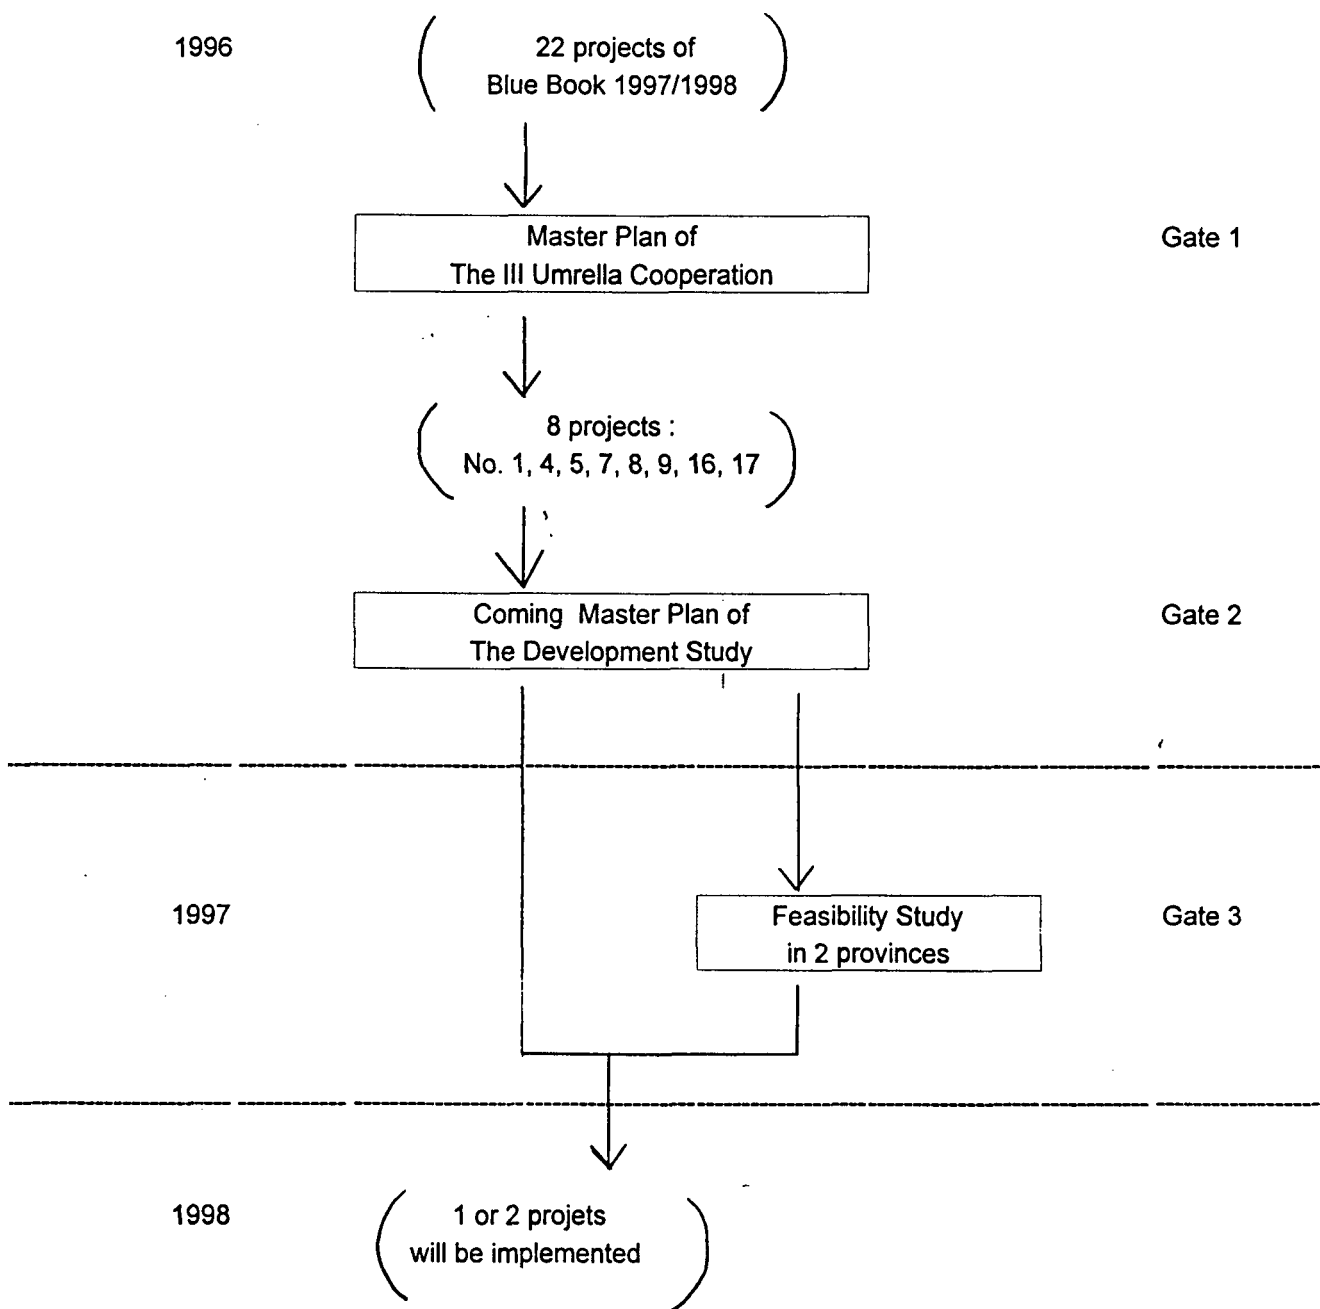 1996
22 projects of
Blue Book 1997/1998
Master Plan of
The III Umrella Cooperation
Gate 1
8 projects :
No. 1, 4, 5, 7, 8, 9, 16, 17
Coming Master Plan of
The Development Study
Gate 2
1997
Feasibility Study
in 2 provinces
Gate 3
1998
1 or 2 projets
will be implemented